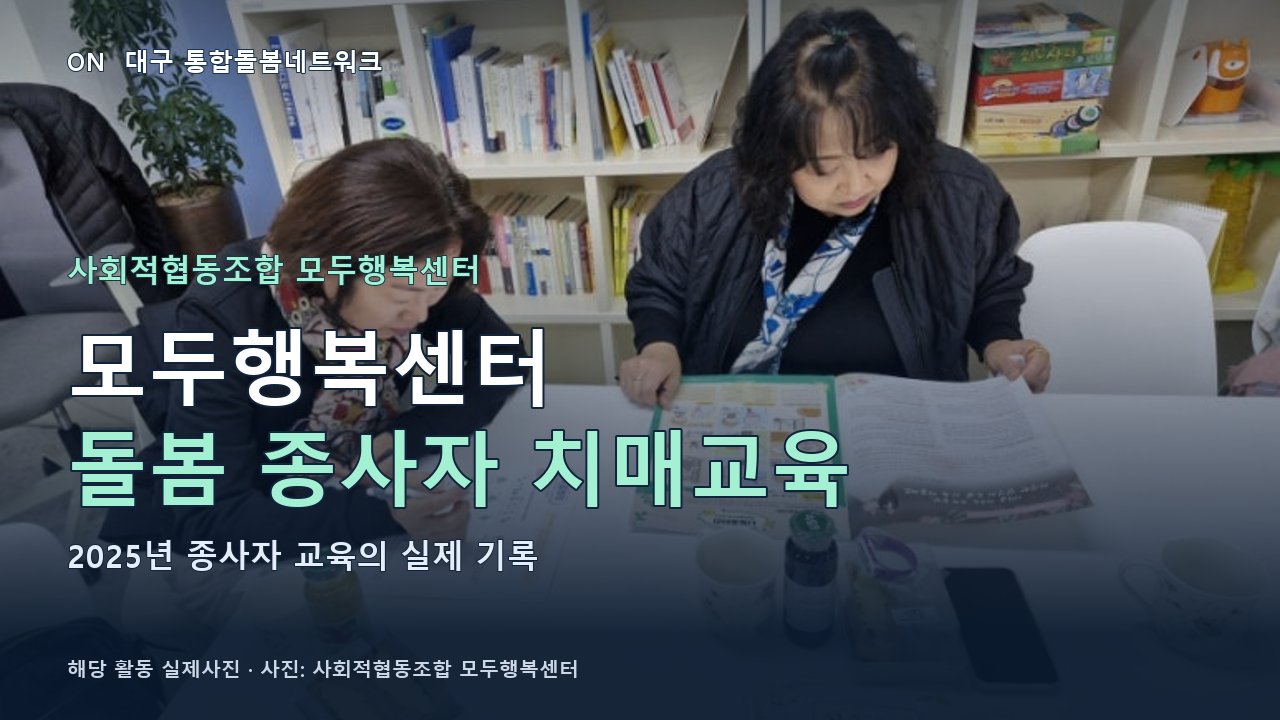 ON 대구 통합돌봄네트워크
사회적협동조합 모두행복센터
모두행복센터
돌봄 종사자 치매교육
2025년 종사자 교육의 실제 기록
해당 활동 실제사진 · 사진: 사회적협동조합 모두행복센터